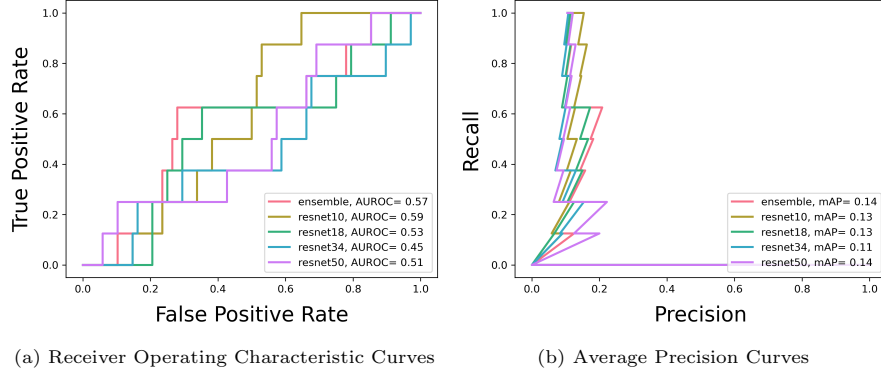 True Positive Rate
1.0
0.8
0.6
0.4
0.2
0.0
ensemble, AUROC= 0.57
resnet10, AUROC= 0.59
resnet18, AUROC= 0.53
resnet34, AUROC= 0.45
resnet50, AUROC= 0.51
0.0 0.2 0.4 0.6 0.8 1.0
False Positive Rate
(a) Receiver Operating Characteristic Curves
Recall
1.0
0.8
0.6
0.4
0.2
0.0
ensemble, mAP= 0.14
resnet10, mAP= 0.13
resnet18, mAP= 0.13
resnet34, mAP= 0.11
resnet50, mAP= 0.14
0.0 0.2 0.4 0.6 0.8 1.0
Precision
(b) Average Precision Curves